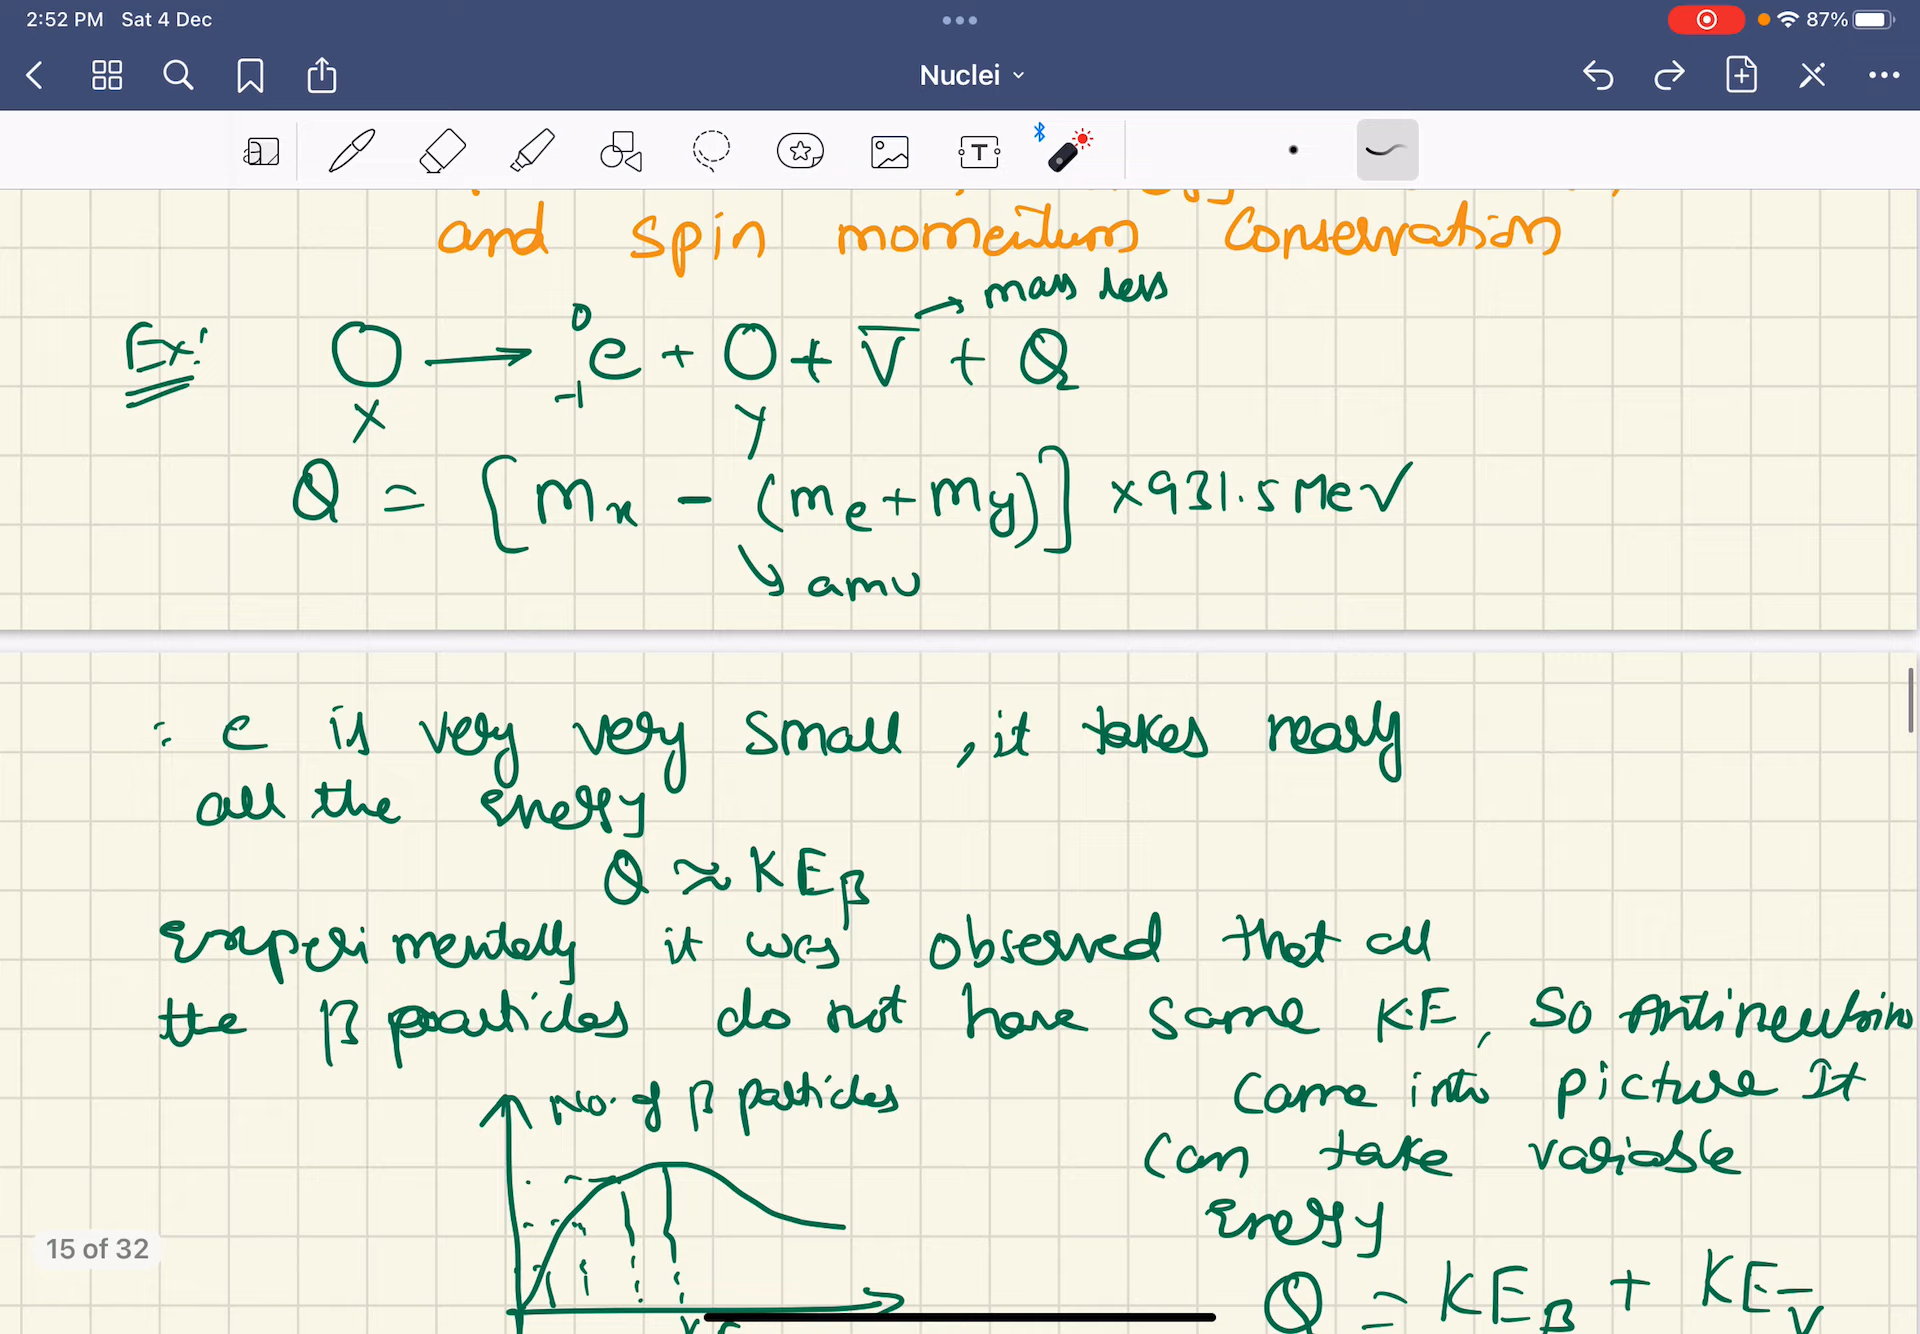 2:52 PM Sat 4 Dec
87%
Nuclei
T
and spin momentum Conservation
mass less
Ex: O → 0 -1 e + O + ν̅ + Q
X Y
Q = [mx - (me + my)] × 931.5 MeV
↳ amu
∵ e is very very small, it takes nearly
all the energy
Q ≈ KEβ
Experimentally it was observed that all
the β particles do not have same K.E, So Antineutrino
came into picture It
can take variable
Energy
No. of β particles
Q = KEβ + KEν̅
15 of 32